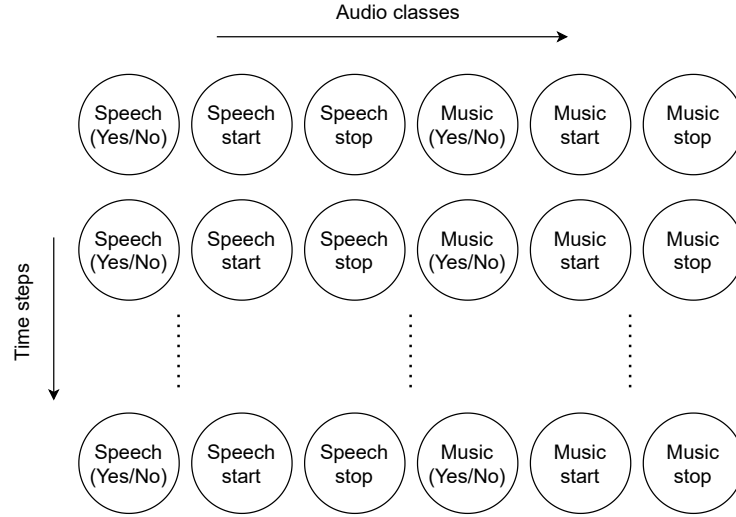 Audio classes
Speech
(Yes/No)
Speech
start
Speech
stop
Music
(Yes/No)
Music
start
Music
stop
Time steps
Speech
(Yes/No)
Speech
start
Speech
stop
Music
(Yes/No)
Music
start
Music
stop
Speech
(Yes/No)
Speech
start
Speech
stop
Music
(Yes/No)
Music
start
Music
stop